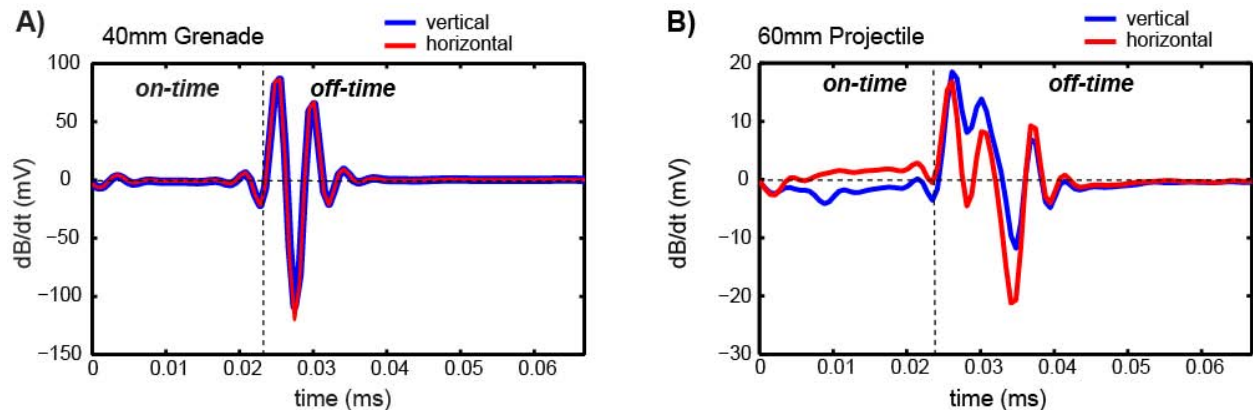 A)
40mm Grenade
vertical
horizontal
on-time
off-time
100
50
0
−50
−100
−150
dB/dt (mV)
0 0.01 0.02 0.03 0.04 0.05 0.06
time (ms)
B)
60mm Projectile
vertical
horizontal
on-time
off-time
20
10
0
−10
−20
−30
dB/dt (mV)
0 0.01 0.02 0.03 0.04 0.05 0.06
time (ms)